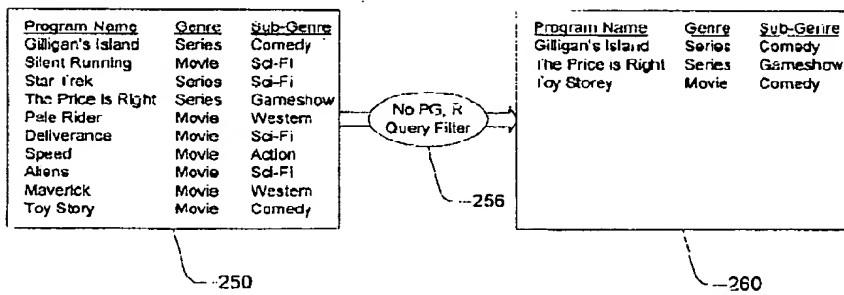 Program Name Genre Sub-Genre
Gilligan's Island Series Comedy
Silent Running Movie Sci-Fi
Star Trek Series Sci-Fi
The Price Is Right Series Gameshow
Pale Rider Movie Western
Deliverance Movie Sci-Fi
Speed Movie Action
Aliens Movie Sci-Fi
Maverick Movie Western
Toy Story Movie Comedy
250
No PG, R
Query Filter
256
Program Name Genre Sub-Genre
Gilligan's Island Series Comedy
The Price is Right Series Gameshow
Toy Storey Movie Comedy
260